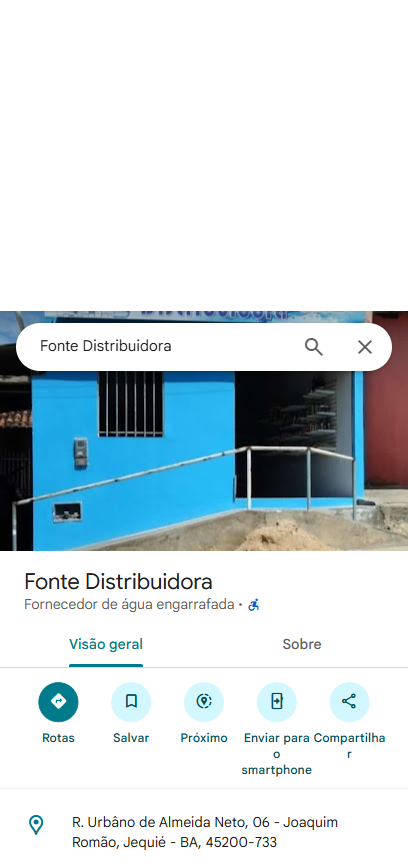 Fonte Distribuidora
Fonte Distribuidora
Fornecedor de água engarrafada •
Visão geral
Sobre
Rotas
Salvar
Próximo
Enviar para
o
smartphone
Compartilha
r
R. Urbâno de Almeida Neto, 06 - Joaquim
Romão, Jequié - BA, 45200-733